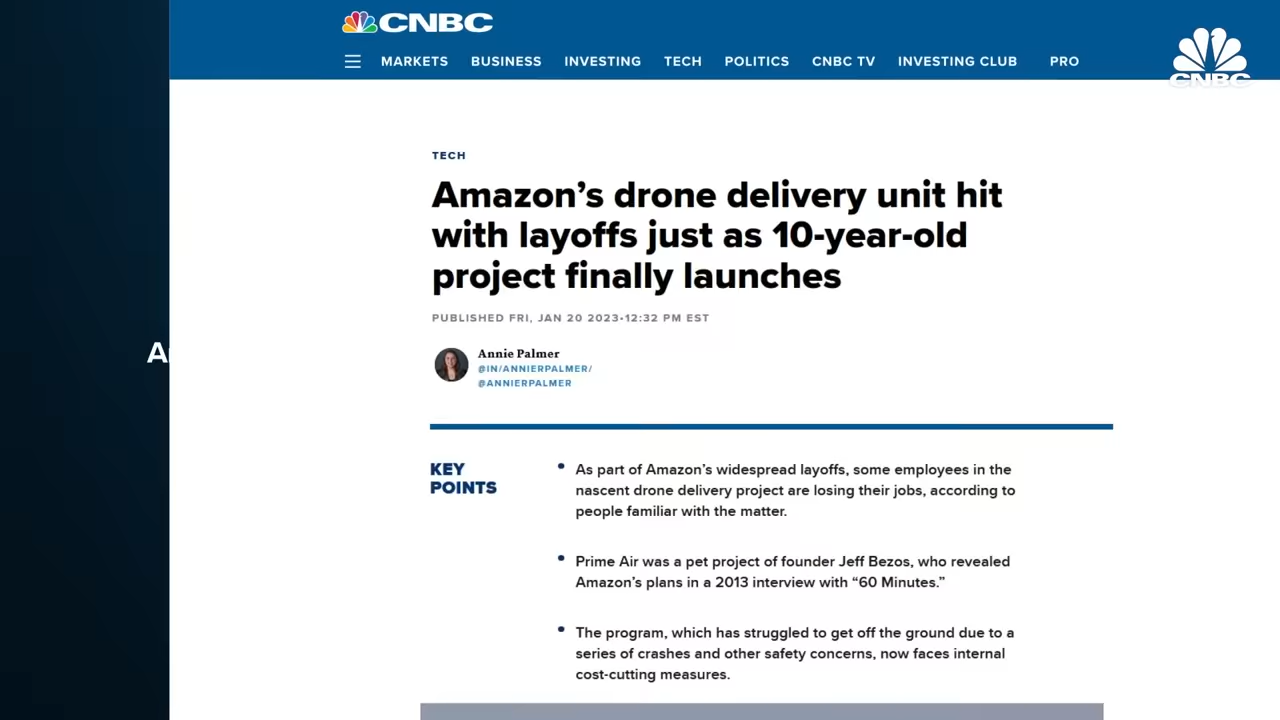 CNBC
MARKETS BUSINESS INVESTING TECH POLITICS CNBC TV INVESTING CLUB PRO
CNBC
TECH
Amazon’s drone delivery unit hit
with layoffs just as 10-year-old
project finally launches
PUBLISHED FRI, JAN 20 2023•12:32 PM EST
Annie Palmer
@IN/ANNIERPALMER/
@ANNIERPALMER
KEY
POINTS
• As part of Amazon’s widespread layoffs, some employees in the
nascent drone delivery project are losing their jobs, according to
people familiar with the matter.
• Prime Air was a pet project of founder Jeff Bezos, who revealed
Amazon’s plans in a 2013 interview with “60 Minutes.”
• The program, which has struggled to get off the ground due to a
series of crashes and other safety concerns, now faces internal
cost-cutting measures.